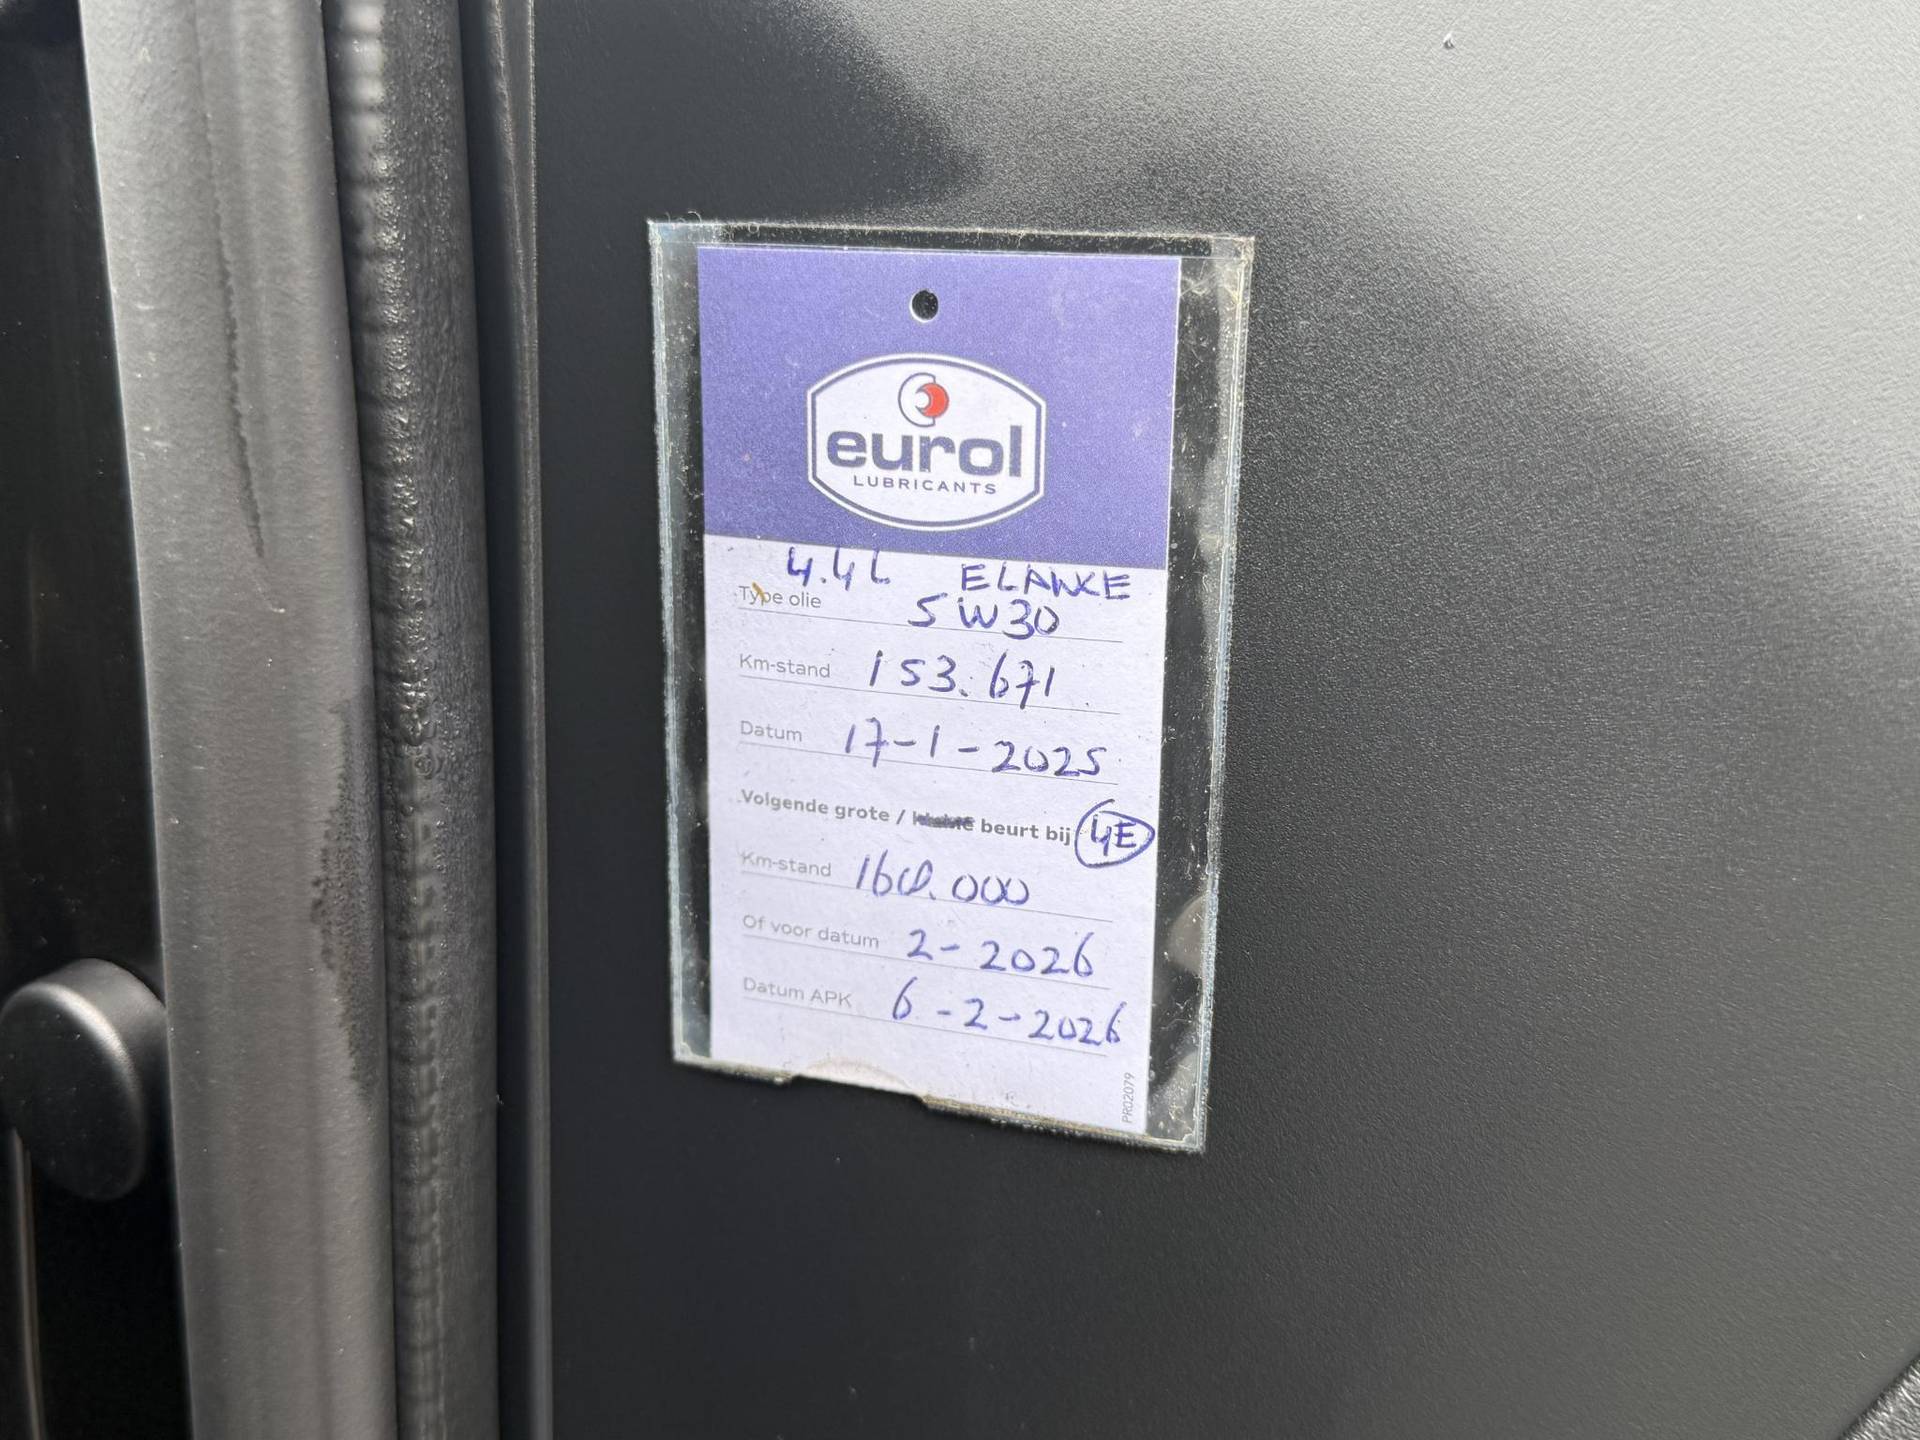 eurol
LUBRICANTS
4.4L ELANCE
Type olie 5W30
Km-stand 153.671
Datum 17-1-2025
Volgende grote / beurt bij 4E
Km-stand 160.000
Of voor datum 2-2026
Datum APK 6-2-2026
PR02079